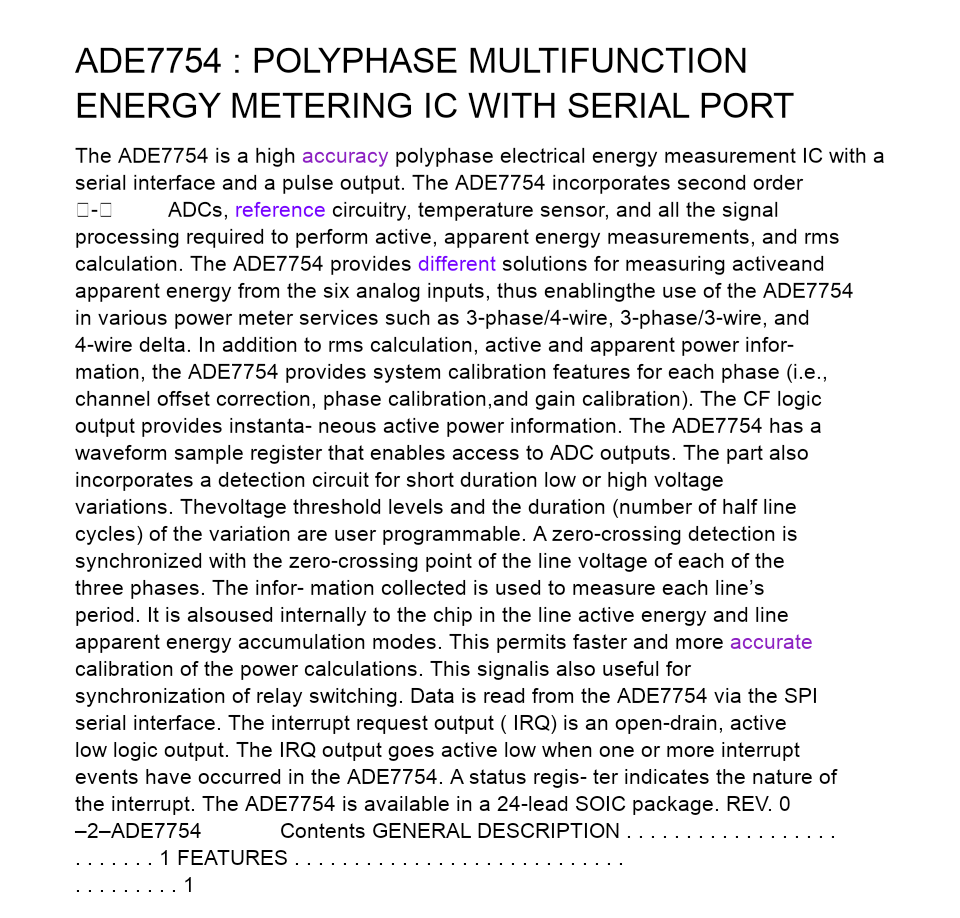 ADE7754 : POLYPHASE MULTIFUNCTION
ENERGY METERING IC WITH SERIAL PORT
The ADE7754 is a high accuracy polyphase electrical energy measurement IC with a
serial interface and a pulse output. The ADE7754 incorporates second order
□-□ ADCs, reference circuitry, temperature sensor, and all the signal
processing required to perform active, apparent energy measurements, and rms
calculation. The ADE7754 provides different solutions for measuring activeand
apparent energy from the six analog inputs, thus enablingthe use of the ADE7754
in various power meter services such as 3-phase/4-wire, 3-phase/3-wire, and
4-wire delta. In addition to rms calculation, active and apparent power infor-
mation, the ADE7754 provides system calibration features for each phase (i.e.,
channel offset correction, phase calibration,and gain calibration). The CF logic
output provides instanta- neous active power information. The ADE7754 has a
waveform sample register that enables access to ADC outputs. The part also
incorporates a detection circuit for short duration low or high voltage
variations. Thevoltage threshold levels and the duration (number of half line
cycles) of the variation are user programmable. A zero-crossing detection is
synchronized with the zero-crossing point of the line voltage of each of the
three phases. The infor- mation collected is used to measure each line’s
period. It is alsoused internally to the chip in the line active energy and line
apparent energy accumulation modes. This permits faster and more accurate
calibration of the power calculations. This signalis also useful for
synchronization of relay switching. Data is read from the ADE7754 via the SPI
serial interface. The interrupt request output ( IRQ) is an open-drain, active
low logic output. The IRQ output goes active low when one or more interrupt
events have occurred in the ADE7754. A status regis- ter indicates the nature of
the interrupt. The ADE7754 is available in a 24-lead SOIC package. REV. 0
–2–ADE7754 Contents GENERAL DESCRIPTION . . . . . . . . . . . . . . . . . .
. . . . . . . 1 FEATURES . . . . . . . . . . . . . . . . . . . . . . . . . . . .
. . . . . . . . . 1